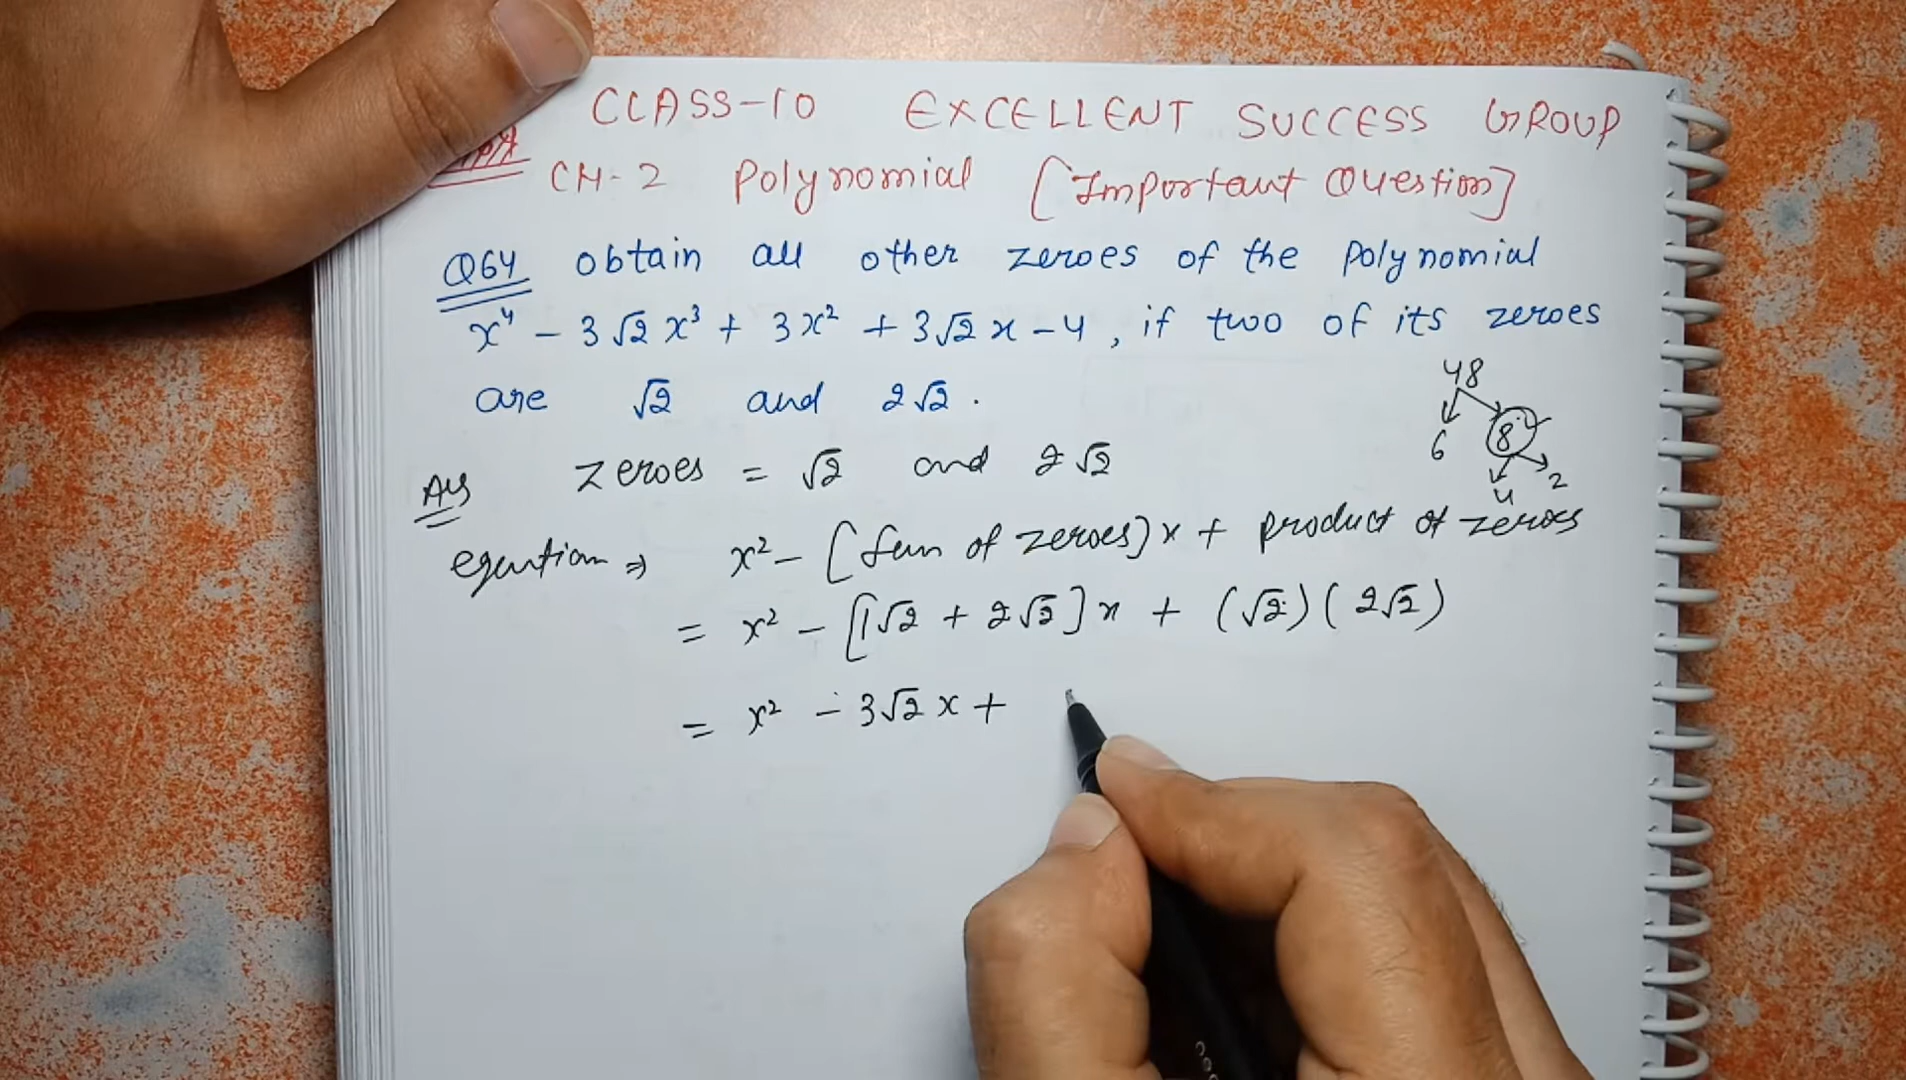 CLASS-10 EXCELLENT SUCCESS GROUP
CH-2 Polynomial [Important Question]
Q64 obtain all other zeroes of the polynomial
x⁴ - 3√2 x³ + 3x² + 3√2 x - 4, if two of its zeroes
are √2 and 2√2.
48
6 8
4 2
Ans zeroes = √2 and 2√2
eqution ⇒ x² - [Sum of zeroes]x + product of zeroes
= x² - [1√2 + 2√2]x + (√2)(2√2)
= x² - 3√2 x +